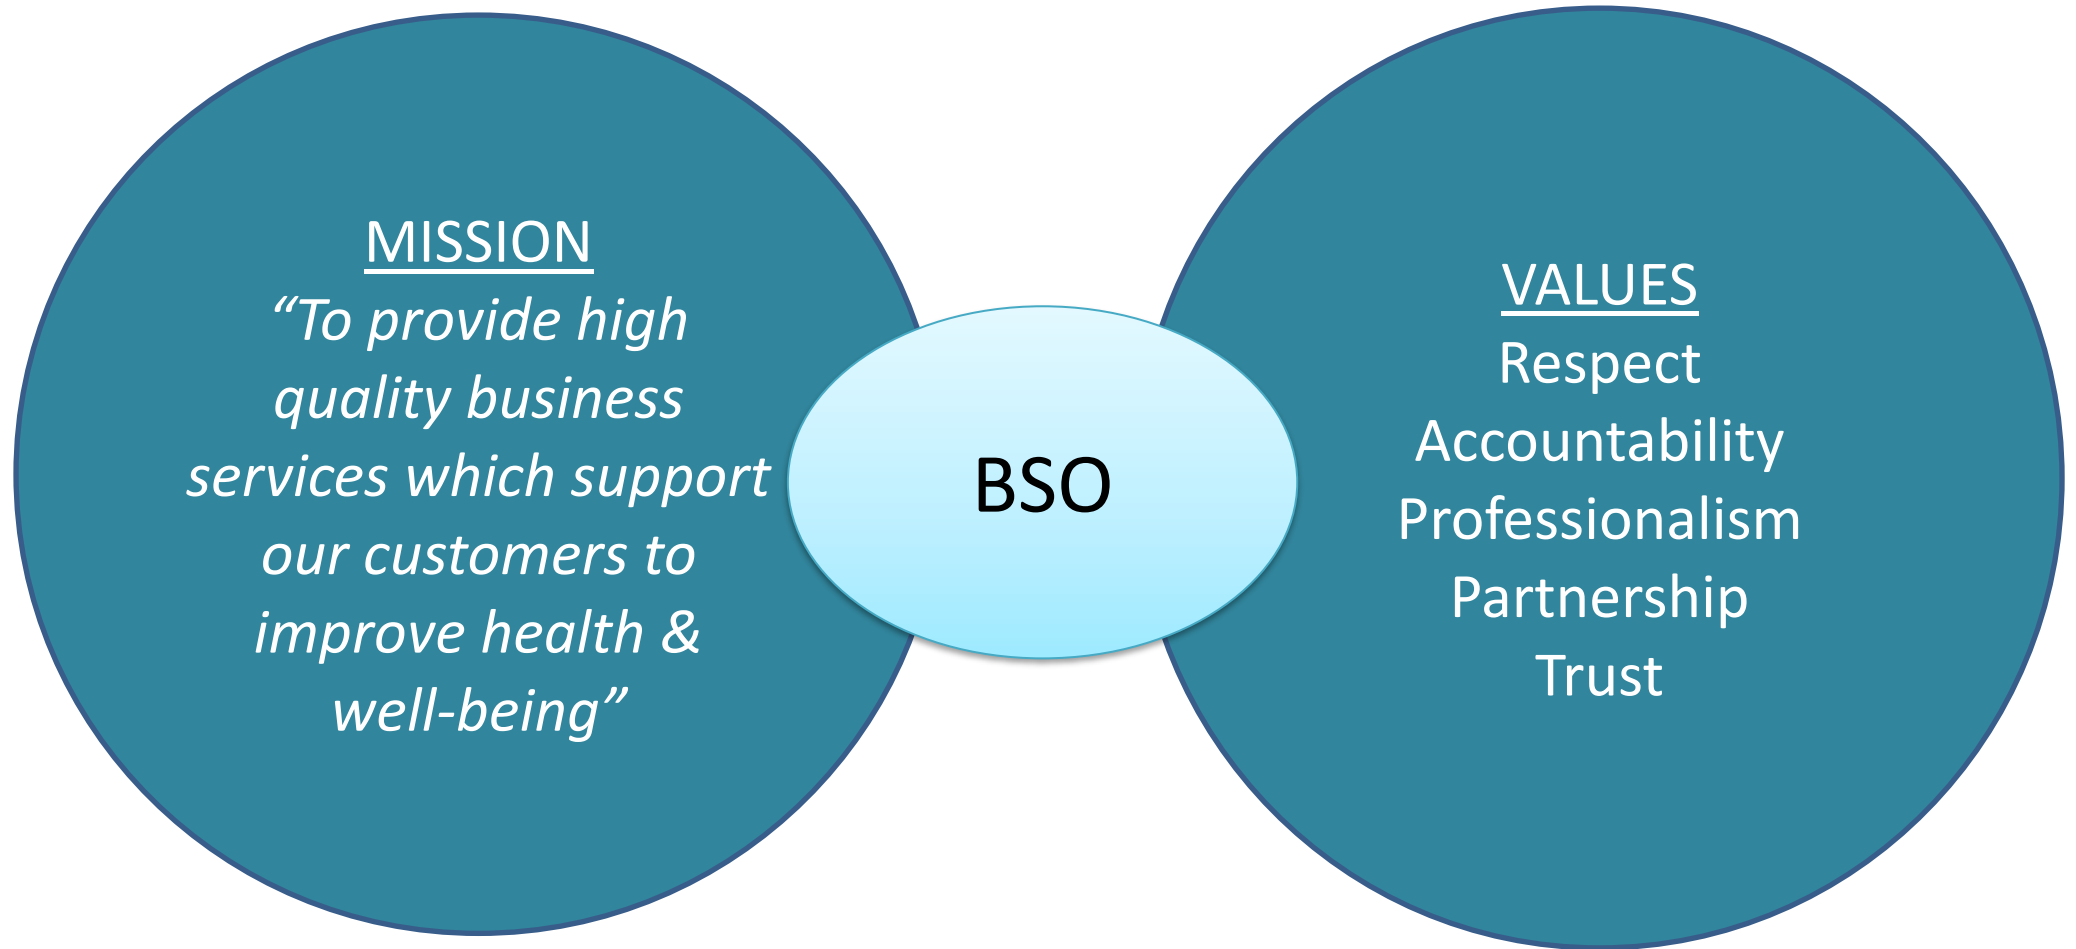 MISSION
“To provide high
quality business
services which support
our customers to
improve health &
well-being”
BSO
VALUES
Respect
Accountability
Professionalism
Partnership
Trust